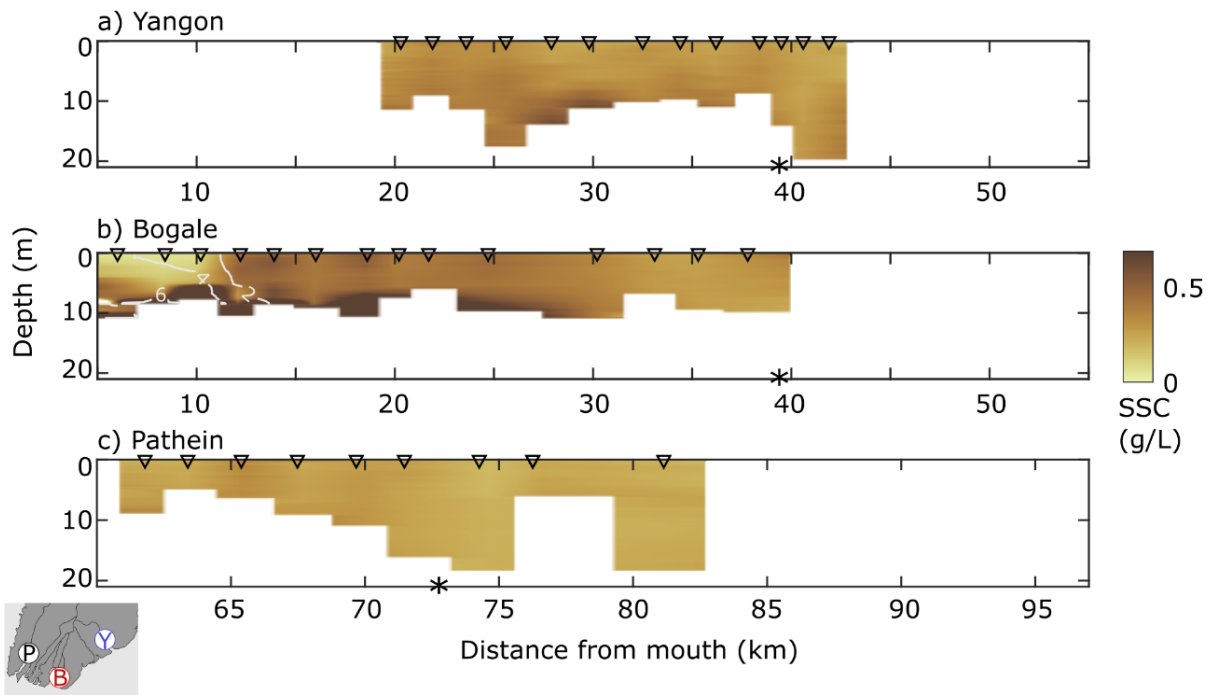 a) Yangon
0
10
20
10 20 30 40 50
b) Bogale
0
10
20
6 4 2
10 20 30 40 50
Depth (m)
0.5
0
SSC
(g/L)
c) Pathein
0
10
20
65 70 75 80 85 90 95
Distance from mouth (km)
P B Y